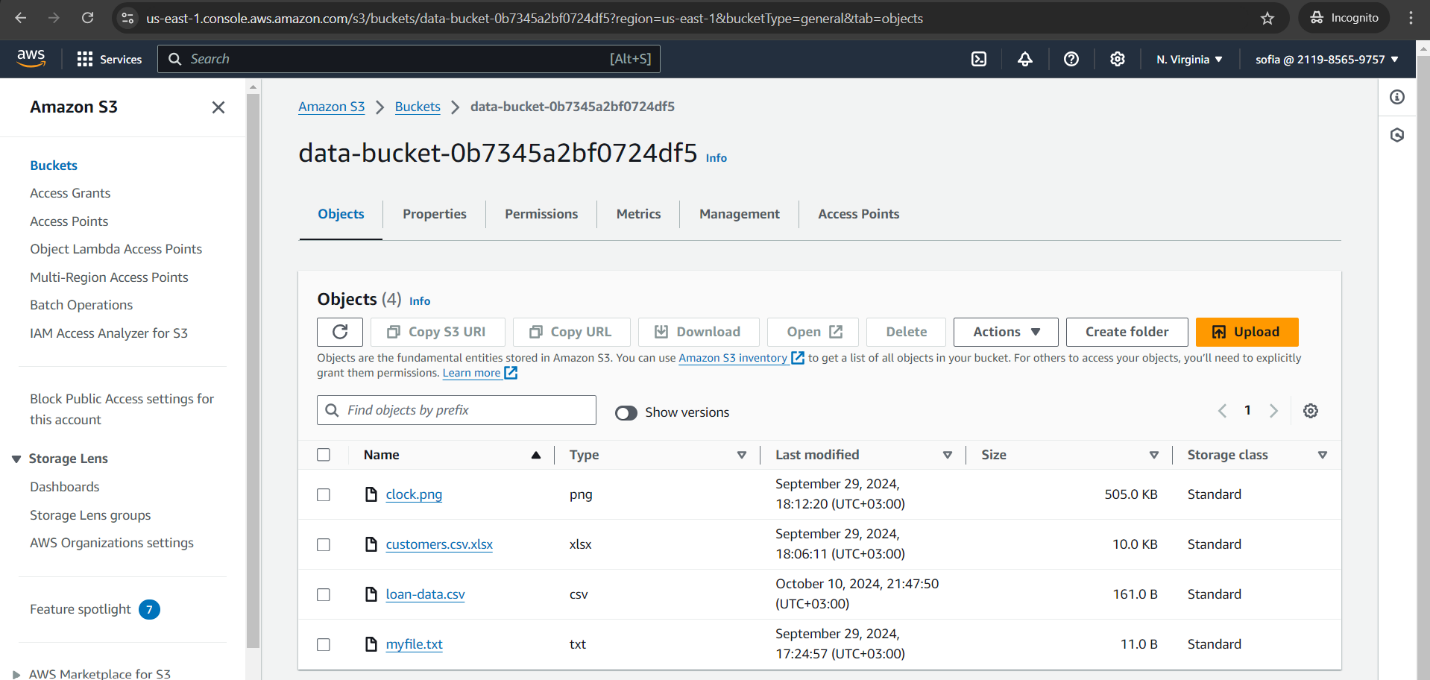 us-east-1.console.aws.amazon.com/s3/buckets/data-bucket-0b7345a2bf0724df5?region=us-east-1&bucketType=general&tab=objects
Incognito
aws
Services
Search
[Alt+S]
N. Virginia
sofia @ 2119-8565-9757
Amazon S3
Buckets
Access Grants
Access Points
Object Lambda Access Points
Multi-Region Access Points
Batch Operations
IAM Access Analyzer for S3
Block Public Access settings for
this account
Storage Lens
Dashboards
Storage Lens groups
AWS Organizations settings
Feature spotlight 7
AWS Marketplace for S3
Amazon S3 > Buckets > data-bucket-0b7345a2bf0724df5
data-bucket-0b7345a2bf0724df5 Info
Objects Properties Permissions Metrics Management Access Points
Objects (4) Info
Copy S3 URI Copy URL Download Open Delete Actions Create folder Upload
Objects are the fundamental entities stored in Amazon S3. You can use Amazon S3 inventory to get a list of all objects in your bucket. For others to access your objects, you'll need to explicitly
grant them permissions. Learn more
Find objects by prefix
Show versions
1
Name Type Last modified Size Storage class
clock.png png September 29, 2024, 505.0 KB Standard
18:12:20 (UTC+03:00)
customers.csv.xlsx xlsx September 29, 2024, 10.0 KB Standard
18:06:11 (UTC+03:00)
loan-data.csv csv October 10, 2024, 21:47:50 161.0 B Standard
(UTC+03:00)
myfile.txt txt September 29, 2024, 11.0 B Standard
17:24:57 (UTC+03:00)